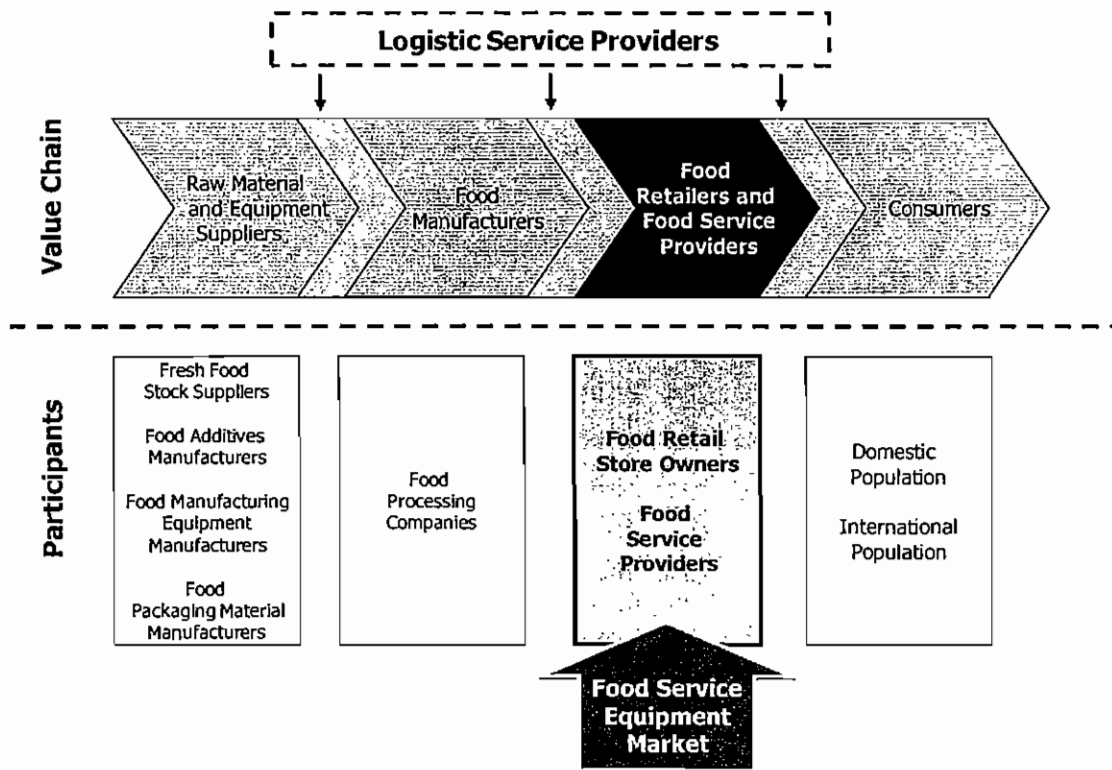 Logistic Service Providers
Value Chain
Raw Material
and Equipment
Suppliers
Food
Manufacturers
Food
Retailers and
Food Service
Providers
Consumers
Participants
Fresh Food
Stock Suppliers
Food Additives
Manufacturers
Food Manufacturing
Equipment
Manufacturers
Food
Packaging Material
Manufacturers
Food
Processing
Companies
Food Retail
Store Owners
Food
Service
Providers
Domestic
Population
International
Population
Food Service
Equipment
Market